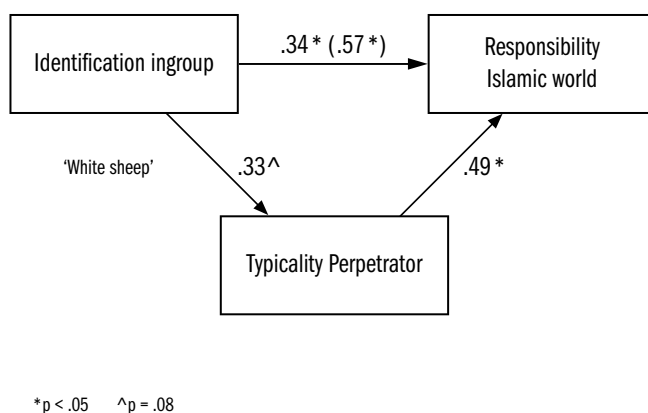 Identification ingroup
.34* (.57*)
Responsibility
Islamic world
'White sheep'
.33^
.49*
Typicality Perpetrator
*p < .05 ^p = .08